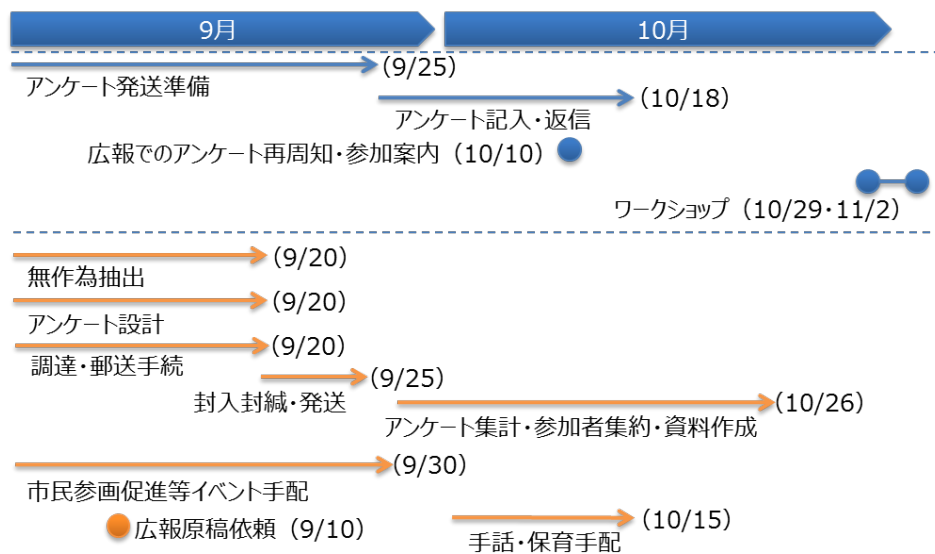 9月
10月
(9/25)
アンケート発送準備
(10/18)
アンケート記入・返信
広報でのアンケート再周知・参加案内（10/10）
ワークショップ（10/29・11/2）
(9/20)
無作為抽出
(9/20)
アンケート設計
(9/20)
調達・郵送手続
(9/25)
封入封緘・発送
(10/26)
アンケート集計・参加者集約・資料作成
(9/30)
市民参画促進等イベント手配
広報原稿依頼（9/10）
(10/15)
手話・保育手配